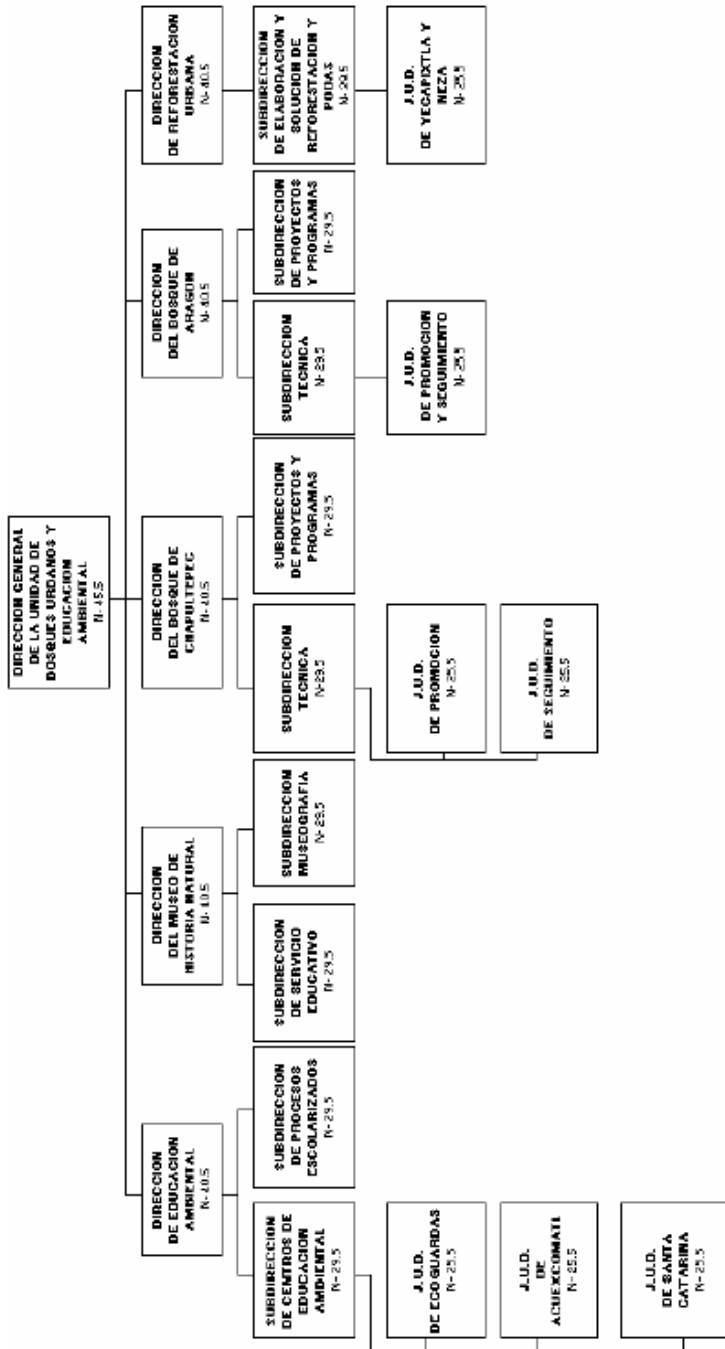 DIRECCION GENERAL
DE LA UNIDAD DE
BOSQUES URBANOS Y
EDUCACION
AMBIENTAL
N- 45.5
DIRECCION
DE EDUCACION
AMBIENTAL
N- 40.5
DIRECCION
DEL MUSEO DE
HISTORIA NATURAL
N- 40.5
DIRECCION
DEL BOSQUE DE
CHAPULTEPEC
N- 40.5
DIRECCION
DEL BOSQUE DE
ARAGON
N- 40.5
DIRECCION
DE REFORESTACION
URBANA
N- 40.5
SUBDIRECCION
DE CENTROS DE
EDUCACION
AMBIENTAL
N- 29.5
SUBDIRECCION
DE PROCESOS
ESCOLARIZADOS
N- 29.5
SUBDIRECCION
DE SERVICIO
EDUCATIVO
N- 29.5
SUBDIRECCION
MUSEOGRAFIA
N- 29.5
SUBDIRECCION
TECNICA
N-29.5
SUBDIRECCION
DE PROYECTOS Y
PROGRAMAS
N- 29.5
SUBDIRECCION
TECNICA
N- 29.5
SUBDIRECCION
DE PROYECTOS
Y PROGRAMAS
N- 29.5
SUBDIRECCION
DE ELABORACION Y
SOLUCION DE
REFORESTACION Y
PODAS
N- 29.5
J.U.D.
DE ECOGUARDAS
N- 25.5
J.U.D.
DE PROMOCION
N-25.5
J.U.D.
DE PROMOCION
Y SEGUIMIENTO
N- 25.5
J.U.D.
DE YECAPIXTLA Y
NEZA
N- 25.5
J.U.D.
DE
ACUEXCOMATL
N- 25.5
J.U.D.
DE SEGUIMIENTO
N- 25.5
J.U.D.
DE SANTA
CATARINA
N- 25.5